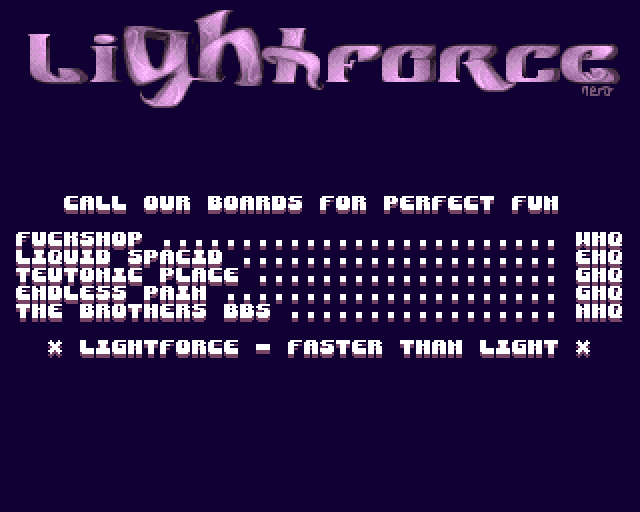 Lightforce
nero
CALL OUR BOARDS FOR PERFECT FUN
FUCKSHOP ......................... WHQ
LIQUID SPACID .................... EHQ
TEUTONIC PLACE ................... GHQ
ENDLESS PAIN ..................... GHQ
THE BROTHERS BBS ................. HHQ
X LIGHTFORCE - FASTER THAN LIGHT X